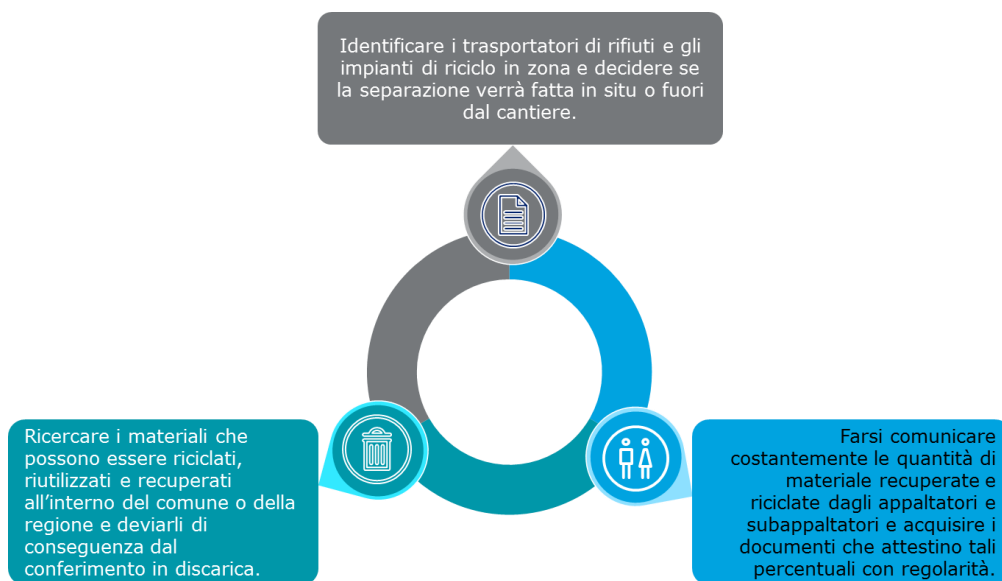 Identificare i trasportatori di rifiuti e gli
impianti di riciclo in zona e decidere se
la separazione verrà fatta in situ o fuori
dal cantiere.
Ricercare i materiali che
possono essere riciclati,
riutilizzati e recuperati
all’interno del comune o della
regione e deviarli di
conseguenza dal
conferimento in discarica.
Farsi comunicare
costantemente le quantità di
materiale recuperate e
riciclate dagli appaltatori e
subappaltatori e acquisire i
documenti che attestino tali
percentuali con regolarità.